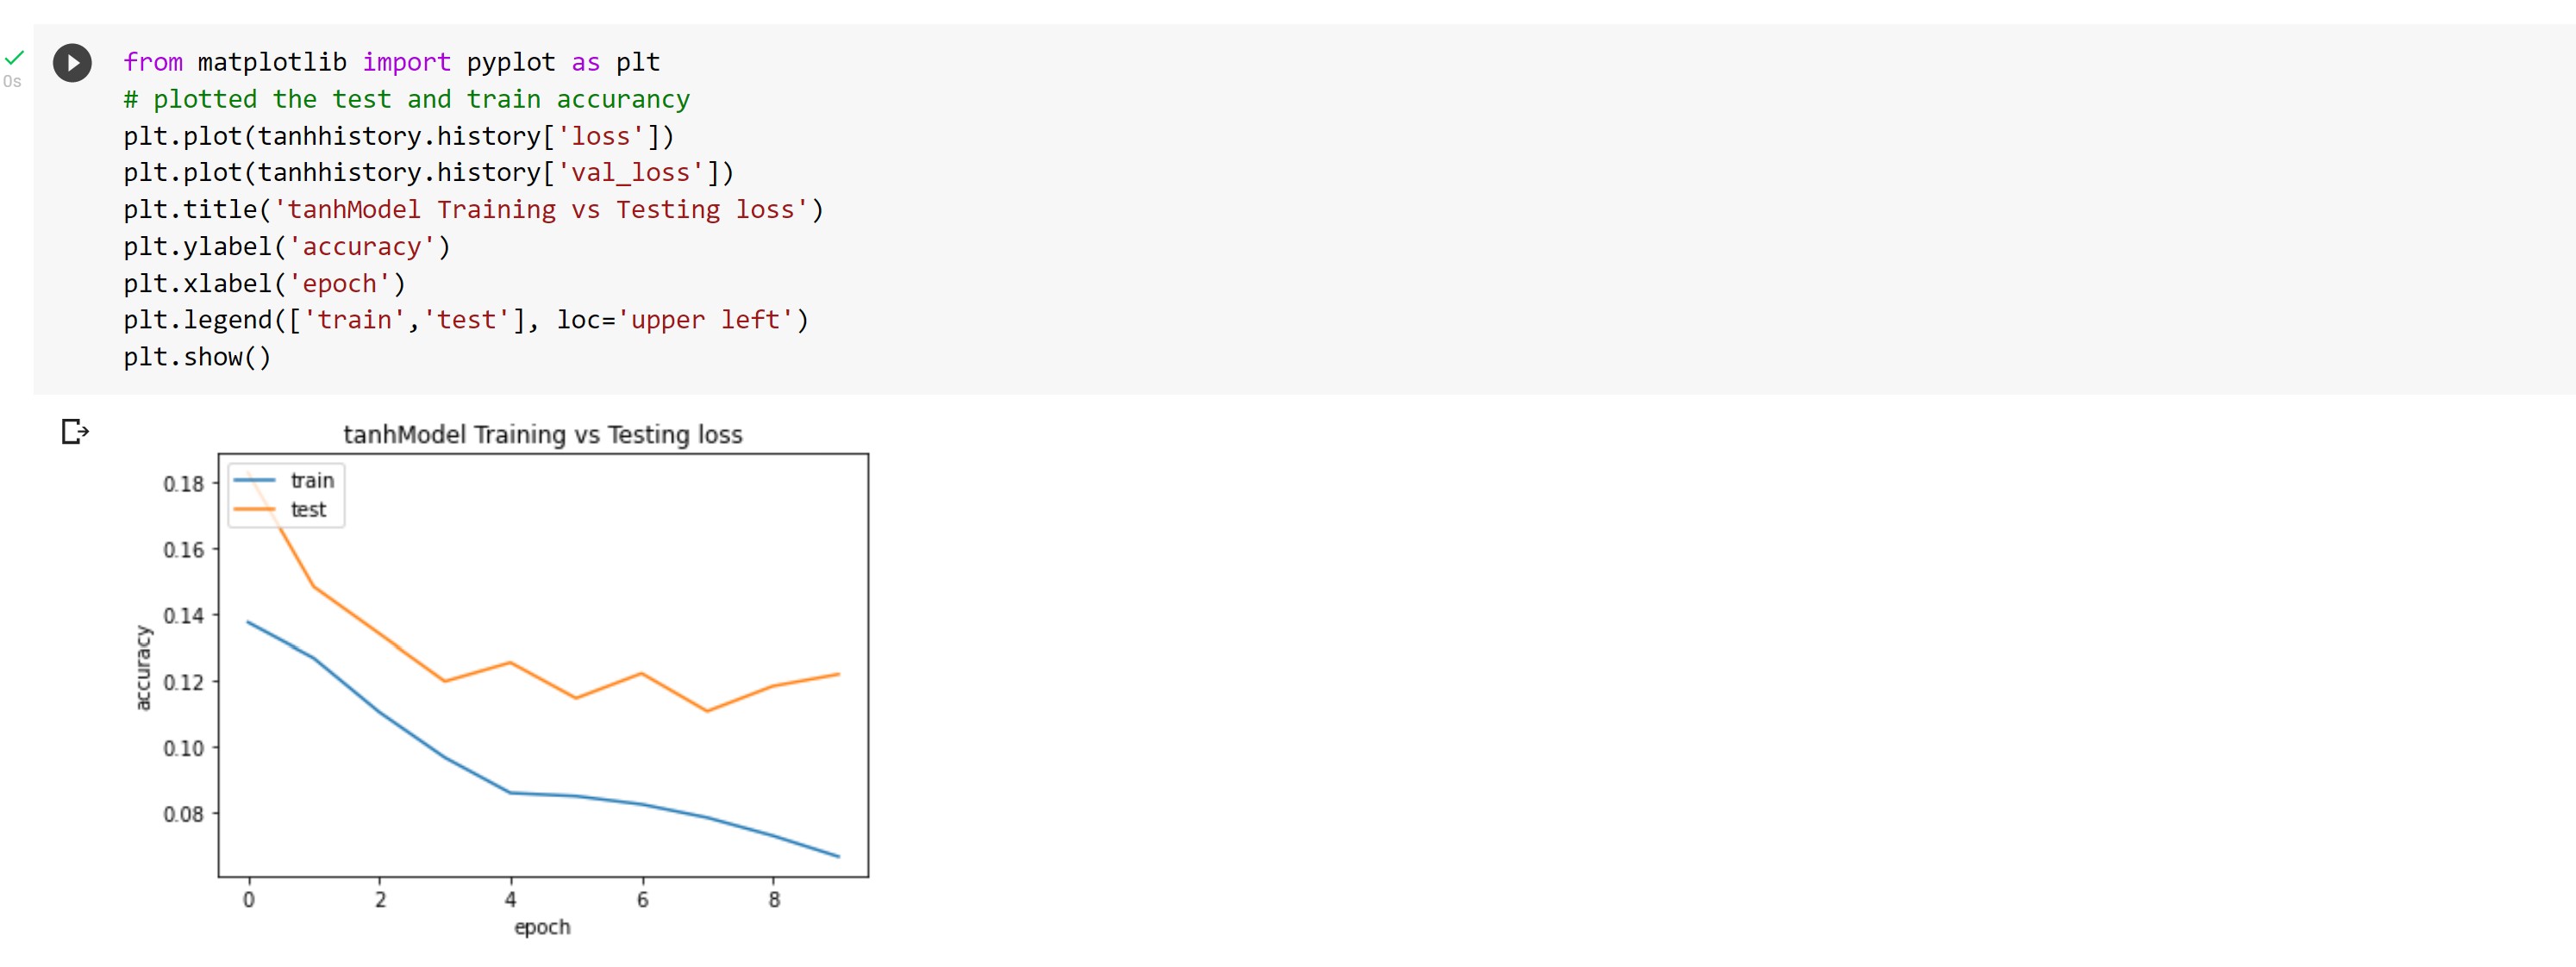 0s
from matplotlib import pyplot as plt
# plotted the test and train accurancy
plt.plot(tanhhistory.history['loss'])
plt.plot(tanhhistory.history['val_loss'])
plt.title('tanhModel Training vs Testing loss')
plt.ylabel('accuracy')
plt.xlabel('epoch')
plt.legend(['train','test'], loc='upper left')
plt.show()
tanhModel Training vs Testing loss
train
test
0.18
0.16
0.14
0.12
0.10
0.08
accuracy
0 2 4 6 8
epoch